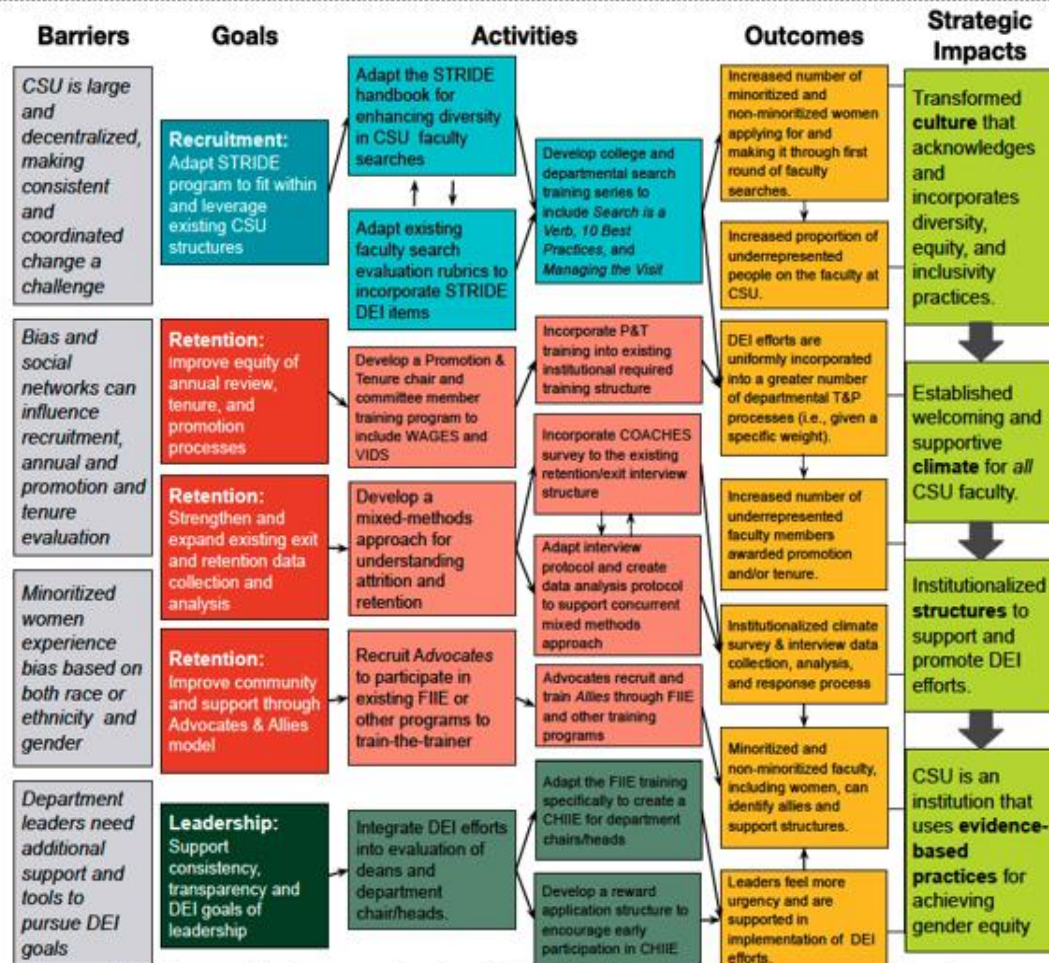 Barriers
Goals
Activities
Outcomes
Strategic
Impacts
CSU is large
and
decentralized,
making
consistent
and
coordinated
change a
challenge
Bias and
social
networks can
influence
recruitment,
annual and
promotion and
tenure
evaluation
Minoritized
women
experience
bias based on
both race or
ethnicity and
gender
Department
leaders need
additional
support and
tools to
pursue DEI
goals
Recruitment:
Adapt STRIDE
program to fit within
and leverage
existing CSU
structures
Retention:
Improve equity of
annual review,
tenure, and
promotion
processes
Retention:
Strengthen and
expand existing exit
and retention data
collection and
analysis
Retention:
Improve community
and support through
Advocates & Allies
model
Leadership:
Support
consistency,
transparency and
DEI goals of
leadership
Adapt the STRIDE
handbook for
enhancing diversity
in CSU faculty
searches
Adapt existing
faculty search
evaluation rubrics to
incorporate STRIDE
DEI items
Develop a Promotion &
Tenure chair and
committee member
training program to
include WAGES and
VIDS
Develop a
mixed-methods
approach for
understanding
attrition and
retention
Recruit Advocates
to participate in
existing FIIE or
other programs to
train-the-trainer
Integrate DEI efforts
into evaluation of
deans and
department
chair/heads.
Develop college and
departmental search
training series to
include Search is a
Verb, 10 Best
Practices, and
Managing the Visit
Incorporate P&T
training into existing
institutional required
training structure
Incorporate COACHES
survey to the existing
retention/exit interview
structure
Adapt interview
protocol and create
data analysis protocol
to support concurrent
mixed methods
approach
Advocates recruit and
train Allies through FIIE
and other training
programs
Adapt the FIIE training
specifically to create a
CHIIE for department
chairs/heads
Develop a reward
application structure to
encourage early
participation in CHIIE
Increased number of
minoritized and
non-minoritized women
applying for and
making it through first
round of faculty
searches.
Increased proportion of
underrepresented
people on the faculty at
CSU.
DEI efforts are
uniformly incorporated
into a greater number
of departmental T&P
processes (i.e., given a
specific weight).
Increased number of
underrepresented
faculty members
awarded promotion
and/or tenure.
Institutionalized climate
survey & interview data
collection, analysis,
and response process
Minoritized and
non-minoritized faculty,
including women, can
identify allies and
support structures.
Leaders feel more
urgency and are
supported in
implementation of DEI
efforts.
Transformed
culture that
acknowledges
and
incorporates
diversity,
equity, and
inclusivity
practices.
Established
welcoming and
supportive
climate for all
CSU faculty.
Institutionalized
structures to
support and
promote DEI
efforts.
CSU is an
institution that
uses evidence-
based
practices for
achieving
gender equity